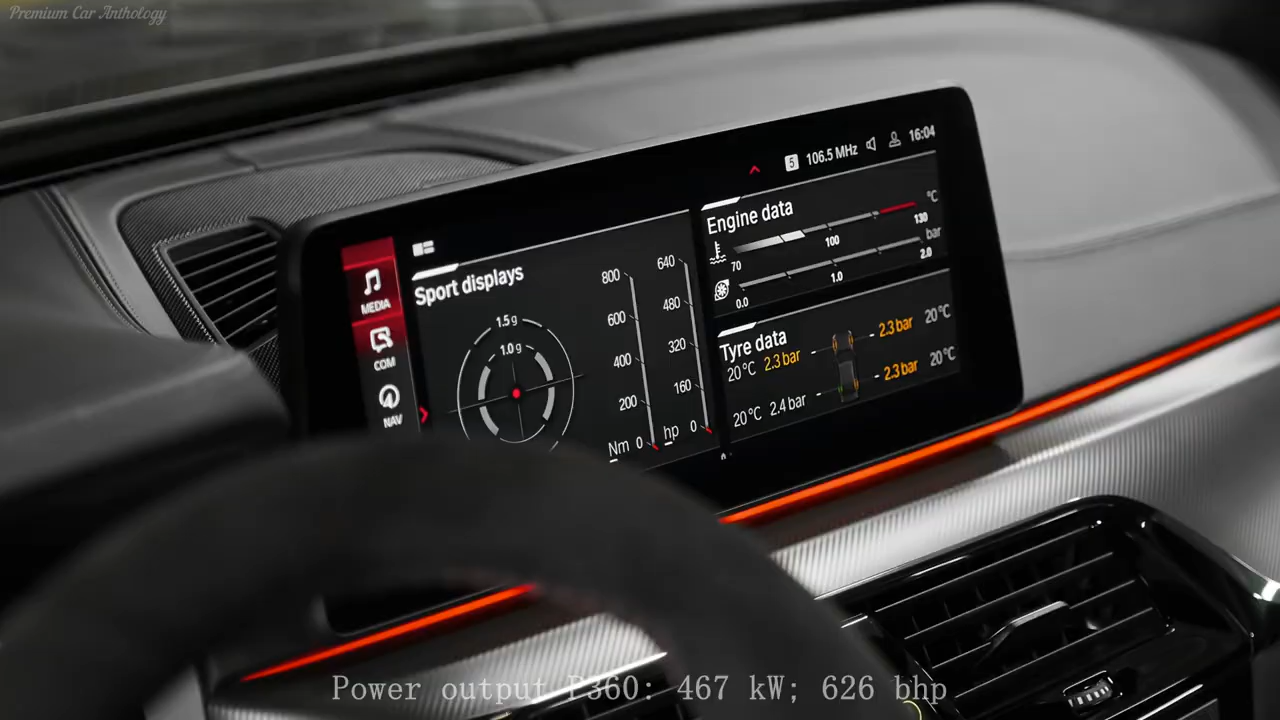 Premium Car Anthology
5 106.5 MHz 16:04
MEDIA
COM
NAV
Sport displays
1.5 g
1.0 g
800
600
400
200
Nm 0
640
480
320
160
hp 0
Engine data
°C
70 100 130
bar
0.0 1.0 2.0
Tyre data
20 °C 2.3 bar
2.3 bar 20 °C
20 °C 2.4 bar
2.3 bar 20 °C
Power output P360: 467 kW; 626 bhp